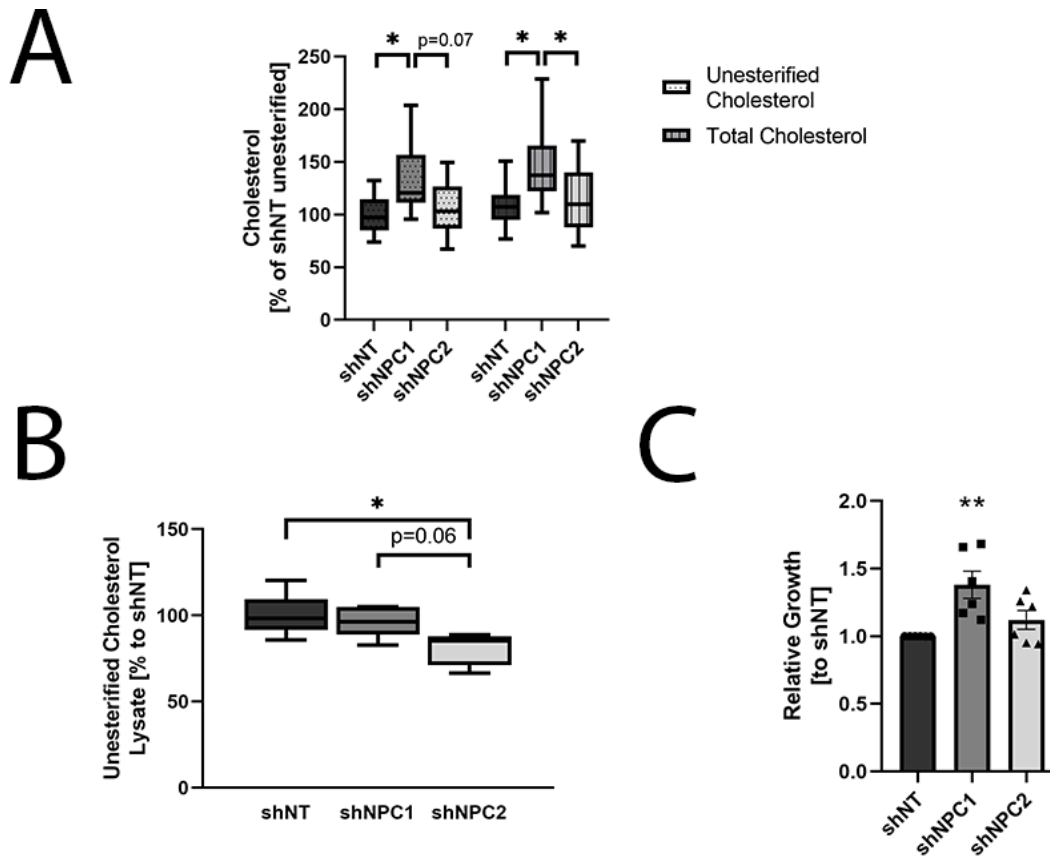 A
*
p=0.07
*
*
250
200
150
100
50
0
Cholesterol
[% of shNT unesterified]
shNT
shNPC1
shNPC2
shNT
shNPC1
shNPC2
Unesterified
Cholesterol
Total Cholesterol
B
*
p=0.06
150
100
50
0
Unesterified Cholesterol
Lysate [% to shNT]
shNT
shNPC1
shNPC2
C
**
2.0
1.5
1.0
0.5
0.0
Relative Growth
[to shNT]
shNT
shNPC1
shNPC2